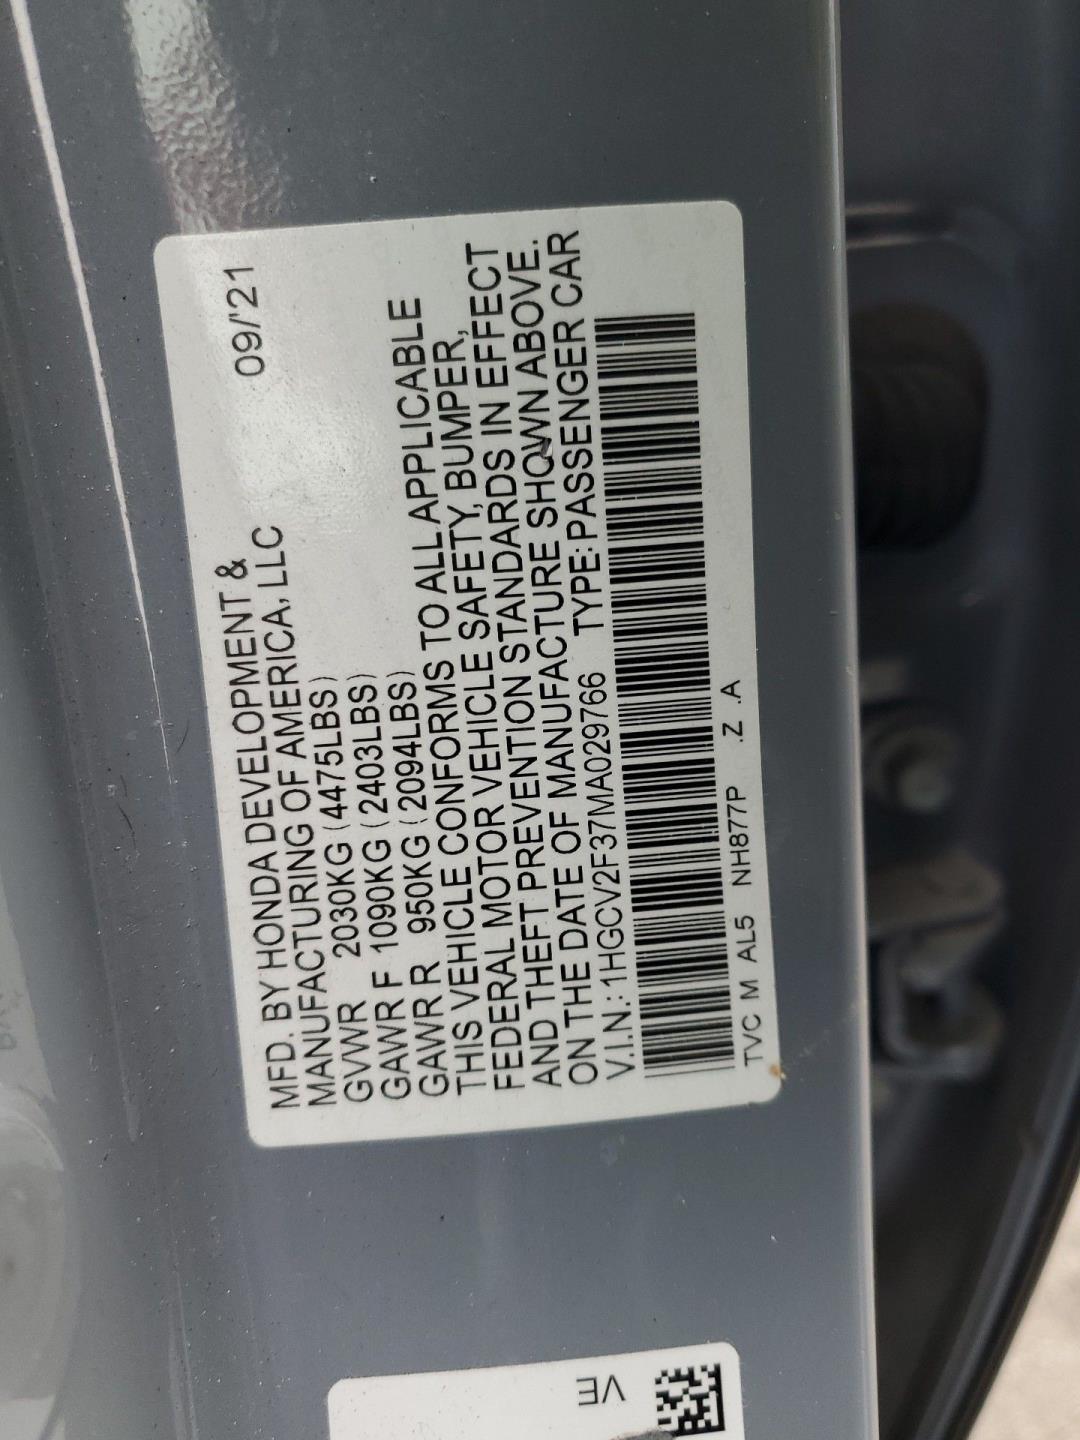 MFD. BY HONDA DEVELOPMENT &
MANUFACTURING OF AMERICA, LLC 09/'21
GVWR 2030KG (4475LBS)
GAWR F 1090KG (2403LBS)
GAWR R 950KG (2094LBS)
THIS VEHICLE CONFORMS TO ALL APPLICABLE
FEDERAL MOTOR VEHICLE SAFETY, BUMPER,
AND THEFT PREVENTION STANDARDS IN EFFECT
ON THE DATE OF MANUFACTURE SHOWN ABOVE.
V.I.N.: 1HGCV2F37MA029766 TYPE: PASSENGER CAR
TVC M AL5 NH877P .Z .A
VE